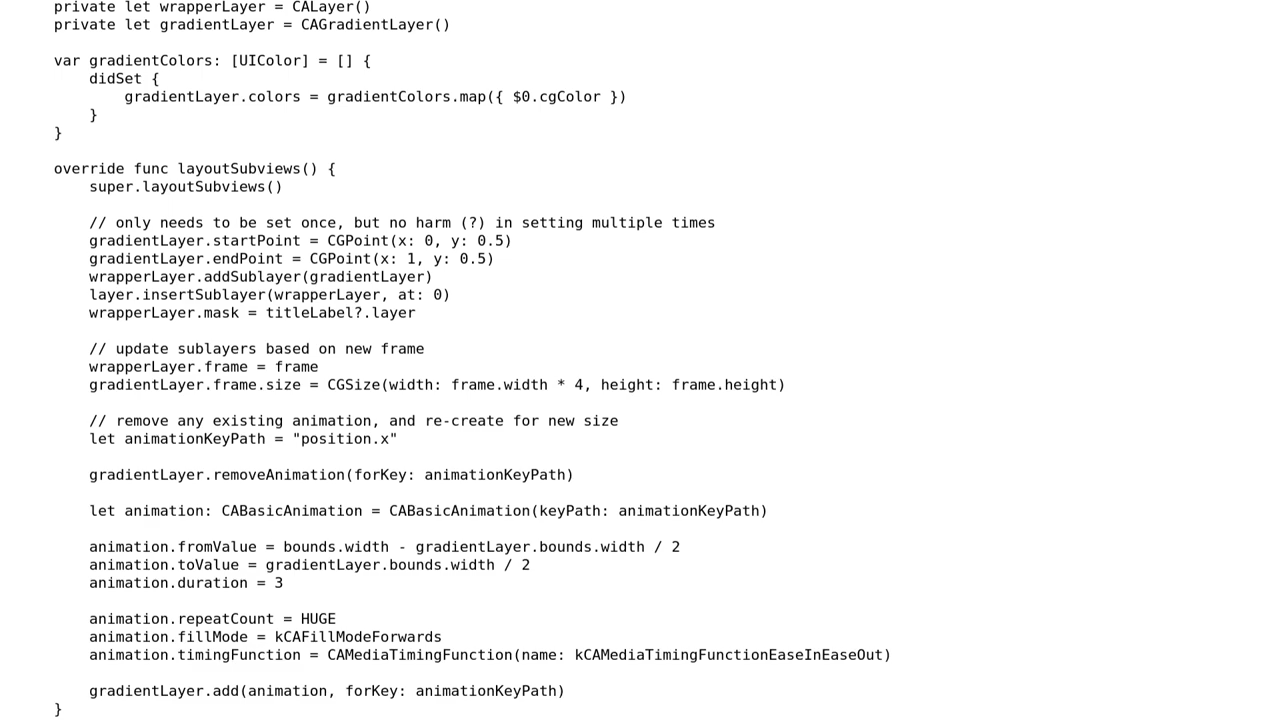 private let wrapperLayer = CALayer()
private let gradientLayer = CAGradientLayer()

var gradientColors: [UIColor] = [] {
    didSet {
        gradientLayer.colors = gradientColors.map({ $0.cgColor })
    }
}

override func layoutSubviews() {
    super.layoutSubviews()

    // only needs to be set once, but no harm (?) in setting multiple times
    gradientLayer.startPoint = CGPoint(x: 0, y: 0.5)
    gradientLayer.endPoint = CGPoint(x: 1, y: 0.5)
    wrapperLayer.addSublayer(gradientLayer)
    layer.insertSublayer(wrapperLayer, at: 0)
    wrapperLayer.mask = titleLabel?.layer

    // update sublayers based on new frame
    wrapperLayer.frame = frame
    gradientLayer.frame.size = CGSize(width: frame.width * 4, height: frame.height)

    // remove any existing animation, and re-create for new size
    let animationKeyPath = "position.x"

    gradientLayer.removeAnimation(forKey: animationKeyPath)

    let animation: CABasicAnimation = CABasicAnimation(keyPath: animationKeyPath)

    animation.fromValue = bounds.width - gradientLayer.bounds.width / 2
    animation.toValue = gradientLayer.bounds.width / 2
    animation.duration = 3

    animation.repeatCount = HUGE
    animation.fillMode = kCAFillModeForwards
    animation.timingFunction = CAMediaTimingFunction(name: kCAMediaTimingFunctionEaseInEaseOut)

    gradientLayer.add(animation, forKey: animationKeyPath)
}